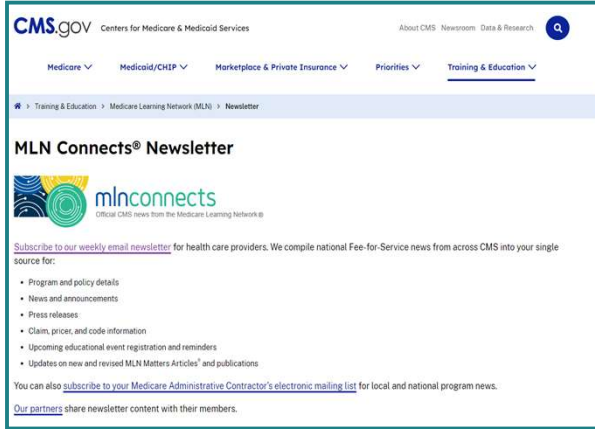 CMS.gov Centers for Medicare & Medicaid Services
About CMS Newsroom Data & Research
Medicare Medicaid/CHIP Marketplace & Private Insurance Priorities Training & Education
> Training & Education > Medicare Learning Network (MLN) > Newsletter
MLN Connects® Newsletter
mlnconnects
Official CMS news from the Medicare Learning Network®
Subscribe to our weekly email newsletter for health care providers. We compile national Fee-for-Service news from across CMS into your single
source for:
• Program and policy details
• News and announcements
• Press releases
• Claim, pricer, and code information
• Upcoming educational event registration and reminders
• Updates on new and revised MLN Matters Articles® and publications
You can also subscribe to your Medicare Administrative Contractor's electronic mailing list for local and national program news.
Our partners share newsletter content with their members.